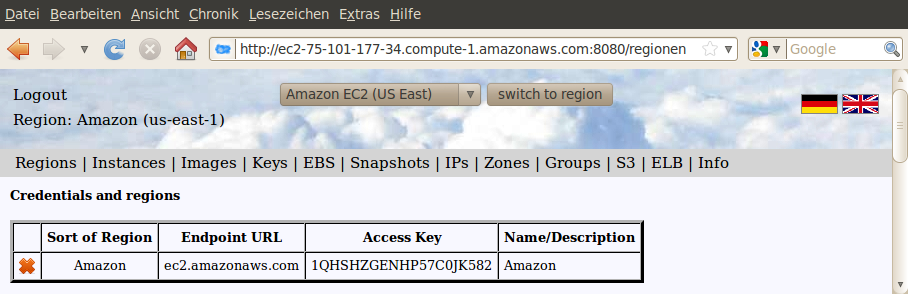 Datei Bearbeiten Ansicht Chronik Lesezeichen Extras Hilfe
http://ec2-75-101-177-34.compute-1.amazonaws.com:8080/regionen Google
Logout Amazon EC2 (US East) switch to region
Region: Amazon (us-east-1)
Regions | Instances | Images | Keys | EBS | Snapshots | IPs | Zones | Groups | S3 | ELB | Info
Credentials and regions
Sort of Region Endpoint URL Access Key Name/Description
Amazon ec2.amazonaws.com 1QHSHZGENHP57C0JK582 Amazon